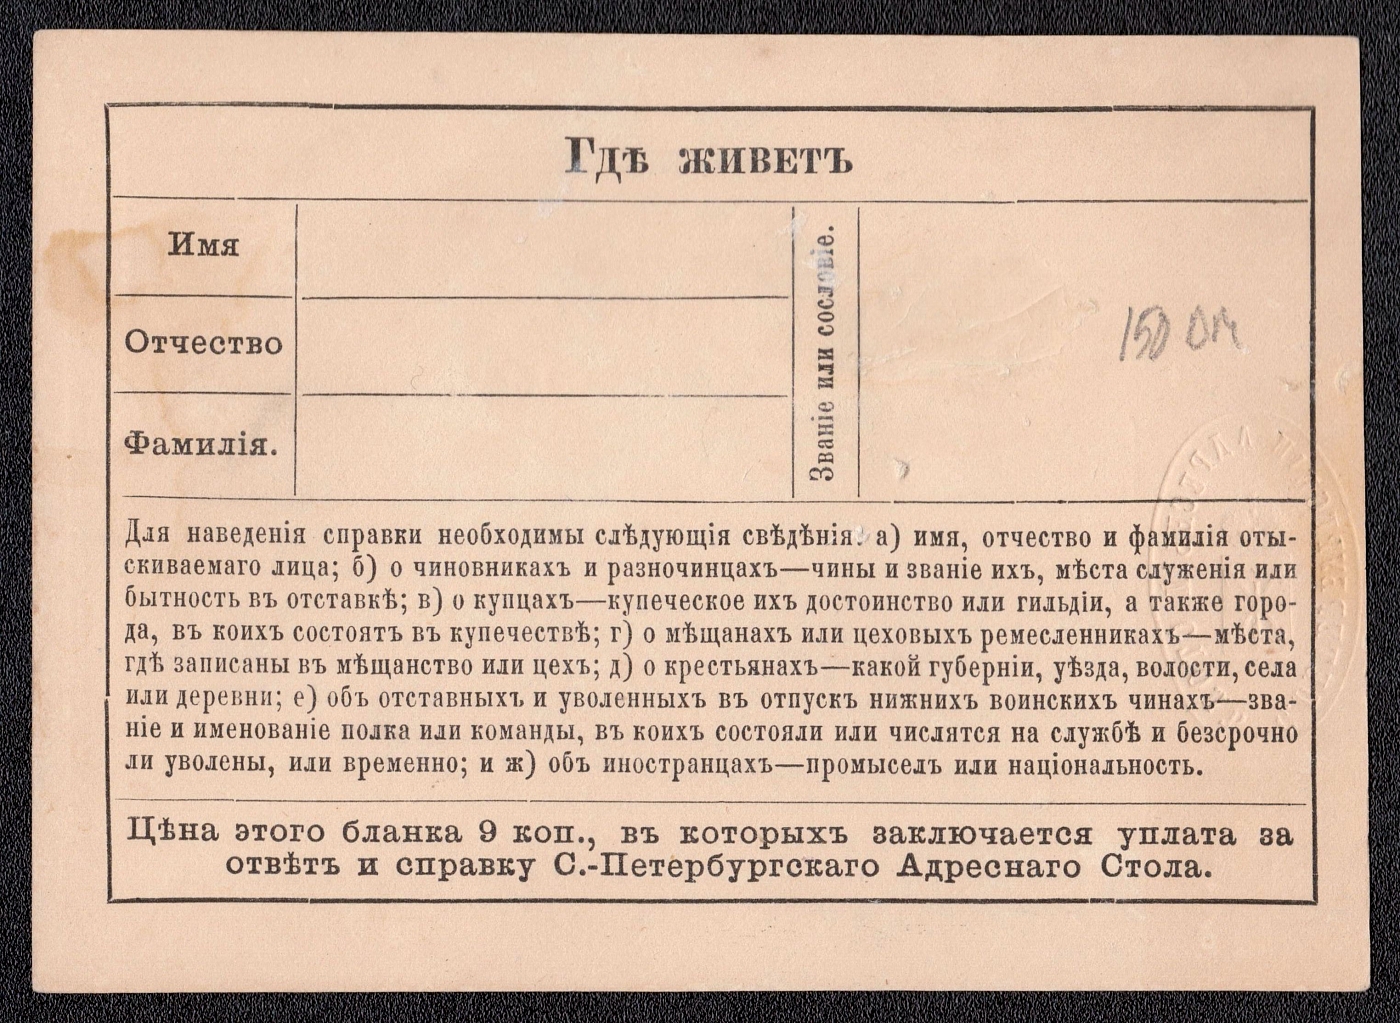 Гдѣ живетъ
Имя
Отчество
Фамилія.
Званіе или сословіе.
150 DM
Для наведенія справки необходимы слѣдующія свѣдѣнія: а) имя, отчество и фамилія оты-
скиваемаго лица; б) о чиновникахъ и разночинцахъ—чины и званіе ихъ, мѣста служенія или
бытность въ отставкѣ; в) о купцахъ—купеческое ихъ достоинство или гильдіи, а также горо-
да, въ коихъ состоятъ въ купечествѣ; г) о мѣщанахъ или цеховыхъ ремесленникахъ—мѣста,
гдѣ записаны въ мѣщанство или цехъ; д) о крестьянахъ—какой губерніи, уѣзда, волости, села
или деревни; е) объ отставныхъ и уволенныхъ въ отпускъ нижнихъ воинскихъ чинахъ—зва-
ніе и именованіе полка или команды, въ коихъ состояли или числятся на службѣ и безсрочно
ли уволены, или временно; и ж) объ иностранцахъ—промыселъ или національность.
Цѣна этого бланка 9 коп., въ которыхъ заключается уплата за
отвѣтъ и справку С.-Петербургскаго Адреснаго Стола.